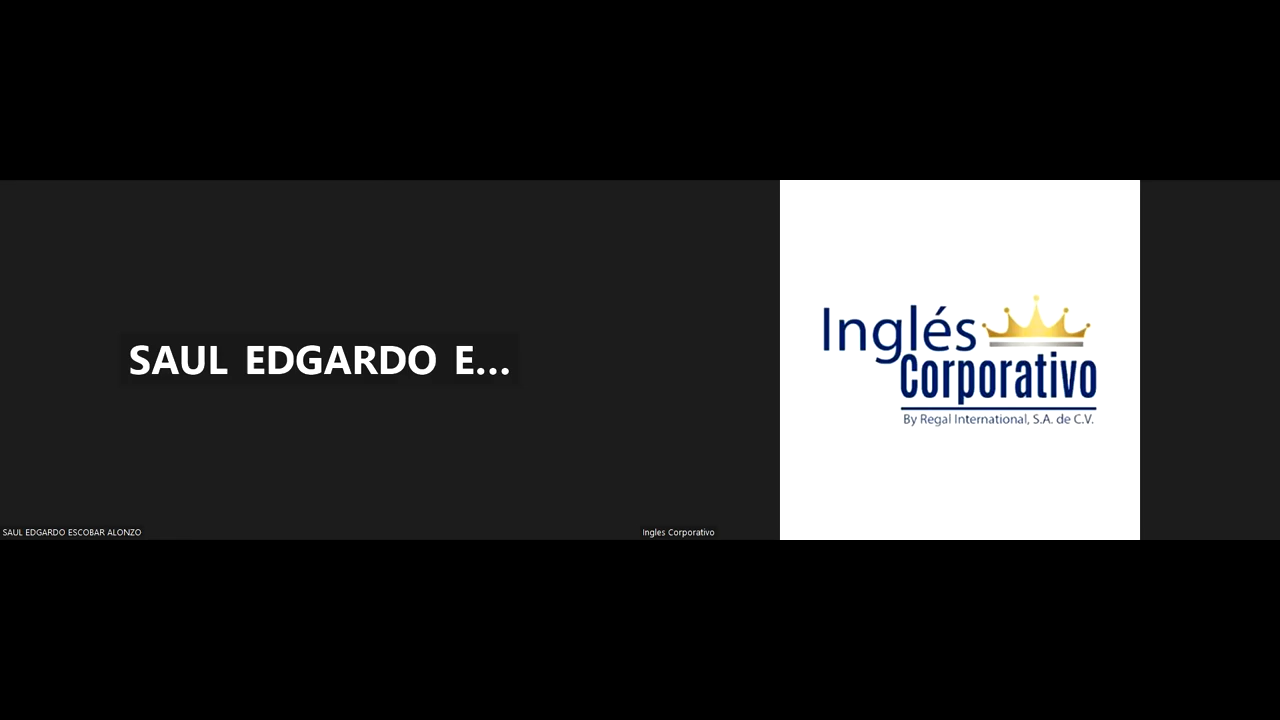 SAUL EDGARDO E...
Inglés
Corporativo
By Regal International, S.A. de C.V.
SAUL EDGARDO ESCOBAR ALONZO
Ingles Corporativo